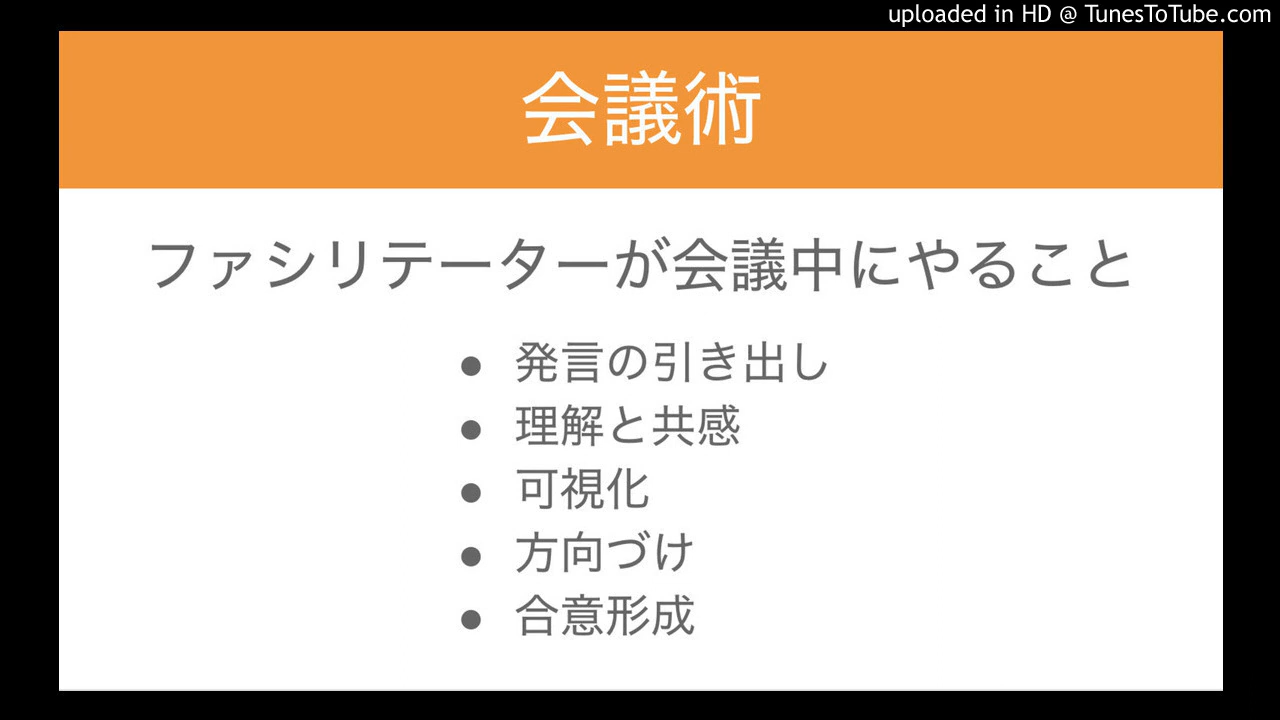 uploaded in HD @ TunesToTube.com
会議術
ファシリテーターが会議中にやること
● 発言の引き出し
● 理解と共感
● 可視化
● 方向づけ
● 合意形成